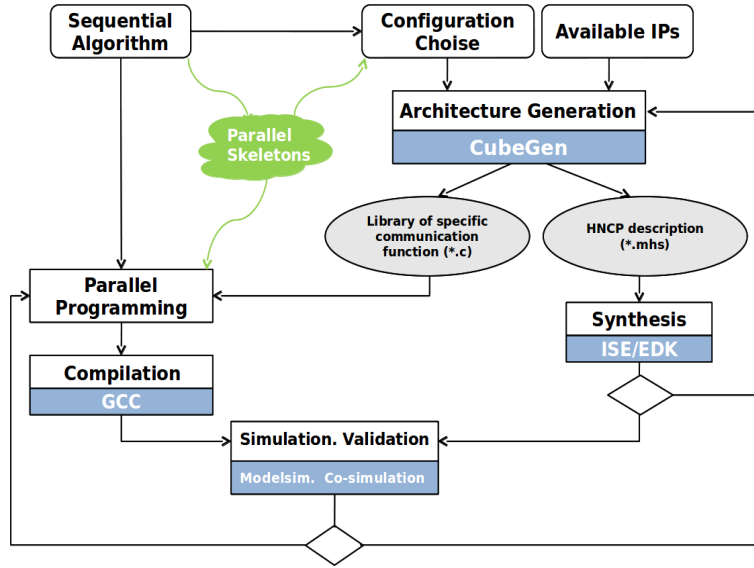 Sequential
Algorithm
Configuration
Choise
Available IPs
Architecture Generation
CubeGen
Parallel
Skeletons
Library of specific
communication
function (*.c)
HNCP description
(*.mhs)
Parallel
Programming
Synthesis
ISE/EDK
Compilation
GCC
Simulation. Validation
Modelsim. Co-simulation